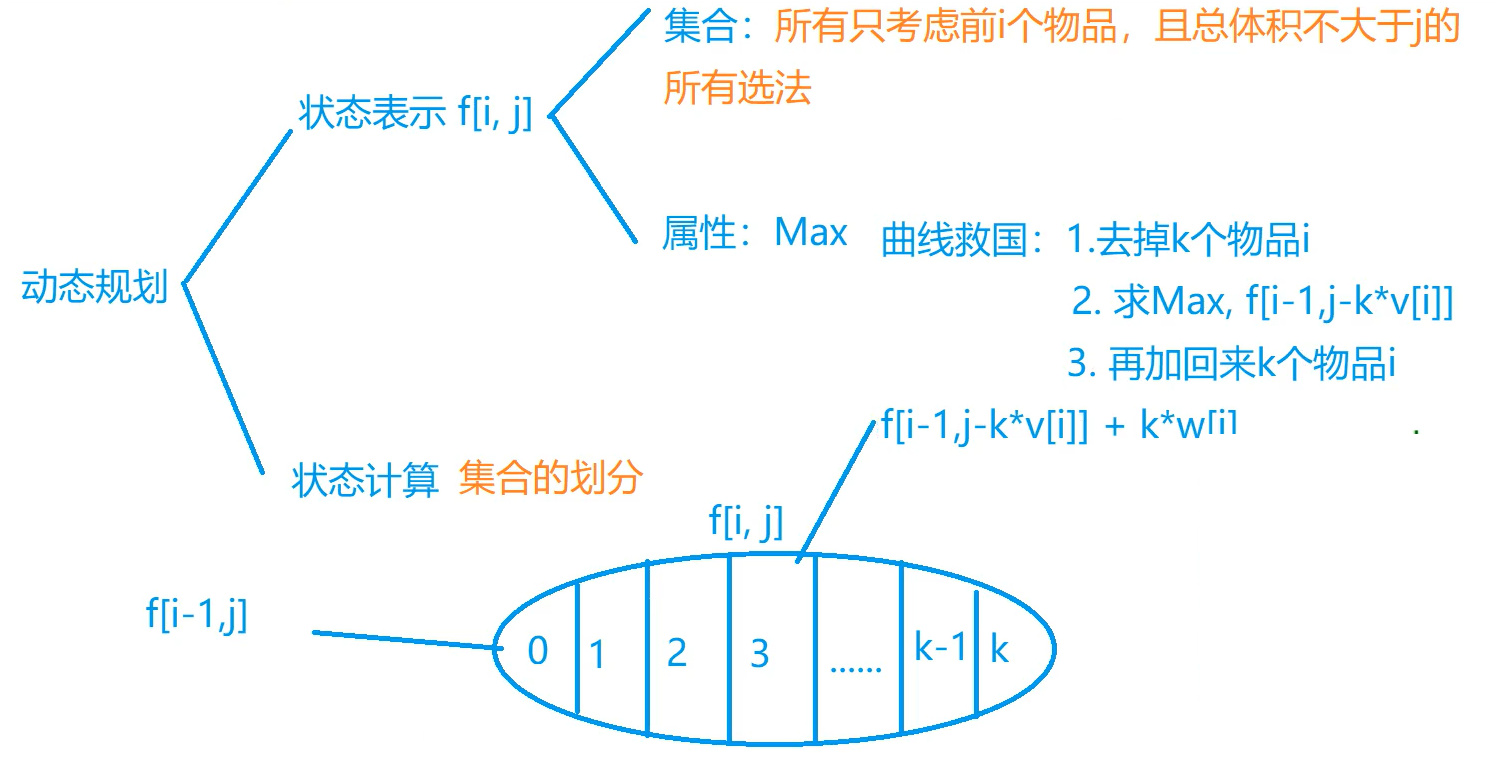 集合：所有只考虑前i个物品，且总体积不大于j的
所有选法
状态表示 f[i, j]
属性：Max
曲线救国：1.去掉k个物品i
2. 求Max, f[i-1,j-k*v[i]]
3. 再加回来k个物品i
动态规划
f[i-1,j-k*v[i]] + k*w[i]
状态计算 集合的划分
f[i, j]
f[i-1,j]
0 1 2 3 ...... k-1 k